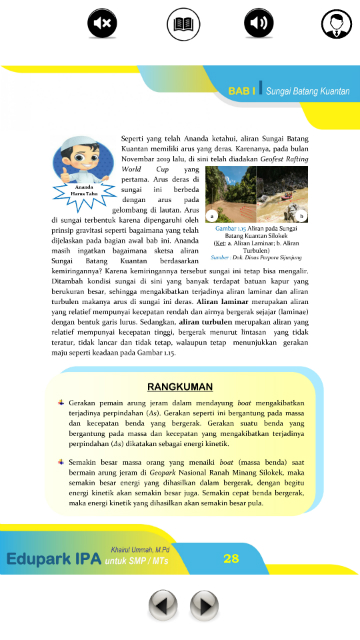 BAB I Sungai Batang Kuantan
Seperti yang telah Ananda ketahui, aliran Sungai Batang
Kuantan memiliki arus yang deras. Karenanya, pada bulan
Novembar 2019 lalu, di sini telah diadakan Geofest Rafting
World Cup yang
pertama. Arus deras di
sungai ini berbeda
dengan arus pada
gelombang di lautan. Arus
Ananda
Harus Tahu
di sungai terbentuk karena dipengaruhi oleh
prinsip gravitasi seperti bagaimana yang telah
dijelaskan pada bagian awal bab ini. Ananda
masih ingatkan bagaimana sketsa aliran
Sungai Batang Kuantan berdasarkan
a b
Gambar 1.15 Aliran pada Sungai
Batang Kuantan Silokek
(Ket: a. Aliran Laminar; b. Aliran
Turbulen)
Sumber : Dok. Dinas Parpora Sijunjung
kemiringannya? Karena kemiringannya tersebut sungai ini tetap bisa mengalir.
Ditambah kondisi sungai di sini yang banyak terdapat batuan kapur yang
berukuran besar, sehingga mengakibatkan terjadinya aliran laminar dan aliran
turbulen makanya arus di sungai ini deras. Aliran laminar merupakan aliran
yang relatif mempunyai kecepatan rendah dan airnya bergerak sejajar (laminae)
dengan bentuk garis lurus. Sedangkan, aliran turbulen merupakan aliran yang
relatif mempunyai kecepatan tinggi, bergerak menurut lintasan yang tidak
teratur, tidak lancar dan tidak tetap, walaupun tetap menunjukkan gerakan
maju seperti keadaan pada Gambar 1.15.
RANGKUMAN
Gerakan pemain arung jeram dalam mendayung boat mengakibatkan
terjadinya perpindahan (Δs). Gerakan seperti ini bergantung pada massa
dan kecepatan benda yang bergerak. Gerakan suatu benda yang
bergantung pada massa dan kecepatan yang mengakibatkan terjadinya
perpindahan (Δs) dikatakan sebagai energi kinetik.
Semakin besar massa orang yang menaiki boat (massa benda) saat
bermain arung jeram di Geopark Nasional Ranah Minang Silokek, maka
semakin besar energi yang dihasilkan dalam bergerak, dengan begitu
energi kinetik akan semakin besar juga. Semakin cepat benda bergerak,
maka energi kinetik yang dihasilkan akan semakin besar pula.
Khairul Ummah, M.Pd
Edupark IPA untuk SMP / MTs
28